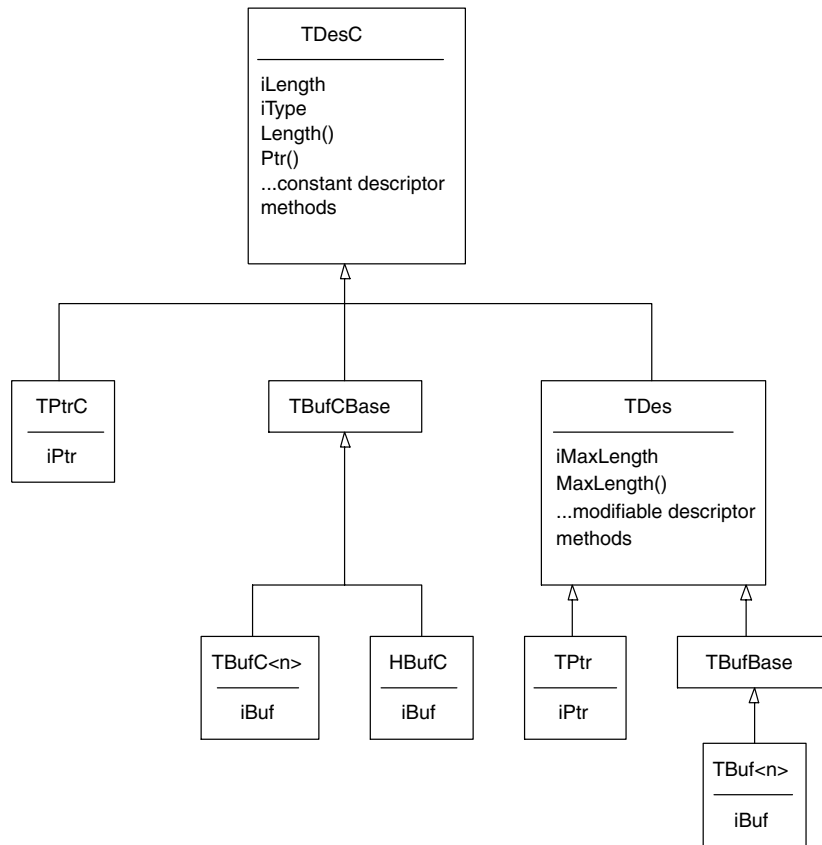 TDesC
iLength
iType
Length()
Ptr()
...constant descriptor
methods
TPtrC
iPtr
TBufCBase
TDes
iMaxLength
MaxLength()
...modifiable descriptor
methods
TBufC<n>
iBuf
HBufC
iBuf
TPtr
iPtr
TBufBase
TBuf<n>
iBuf